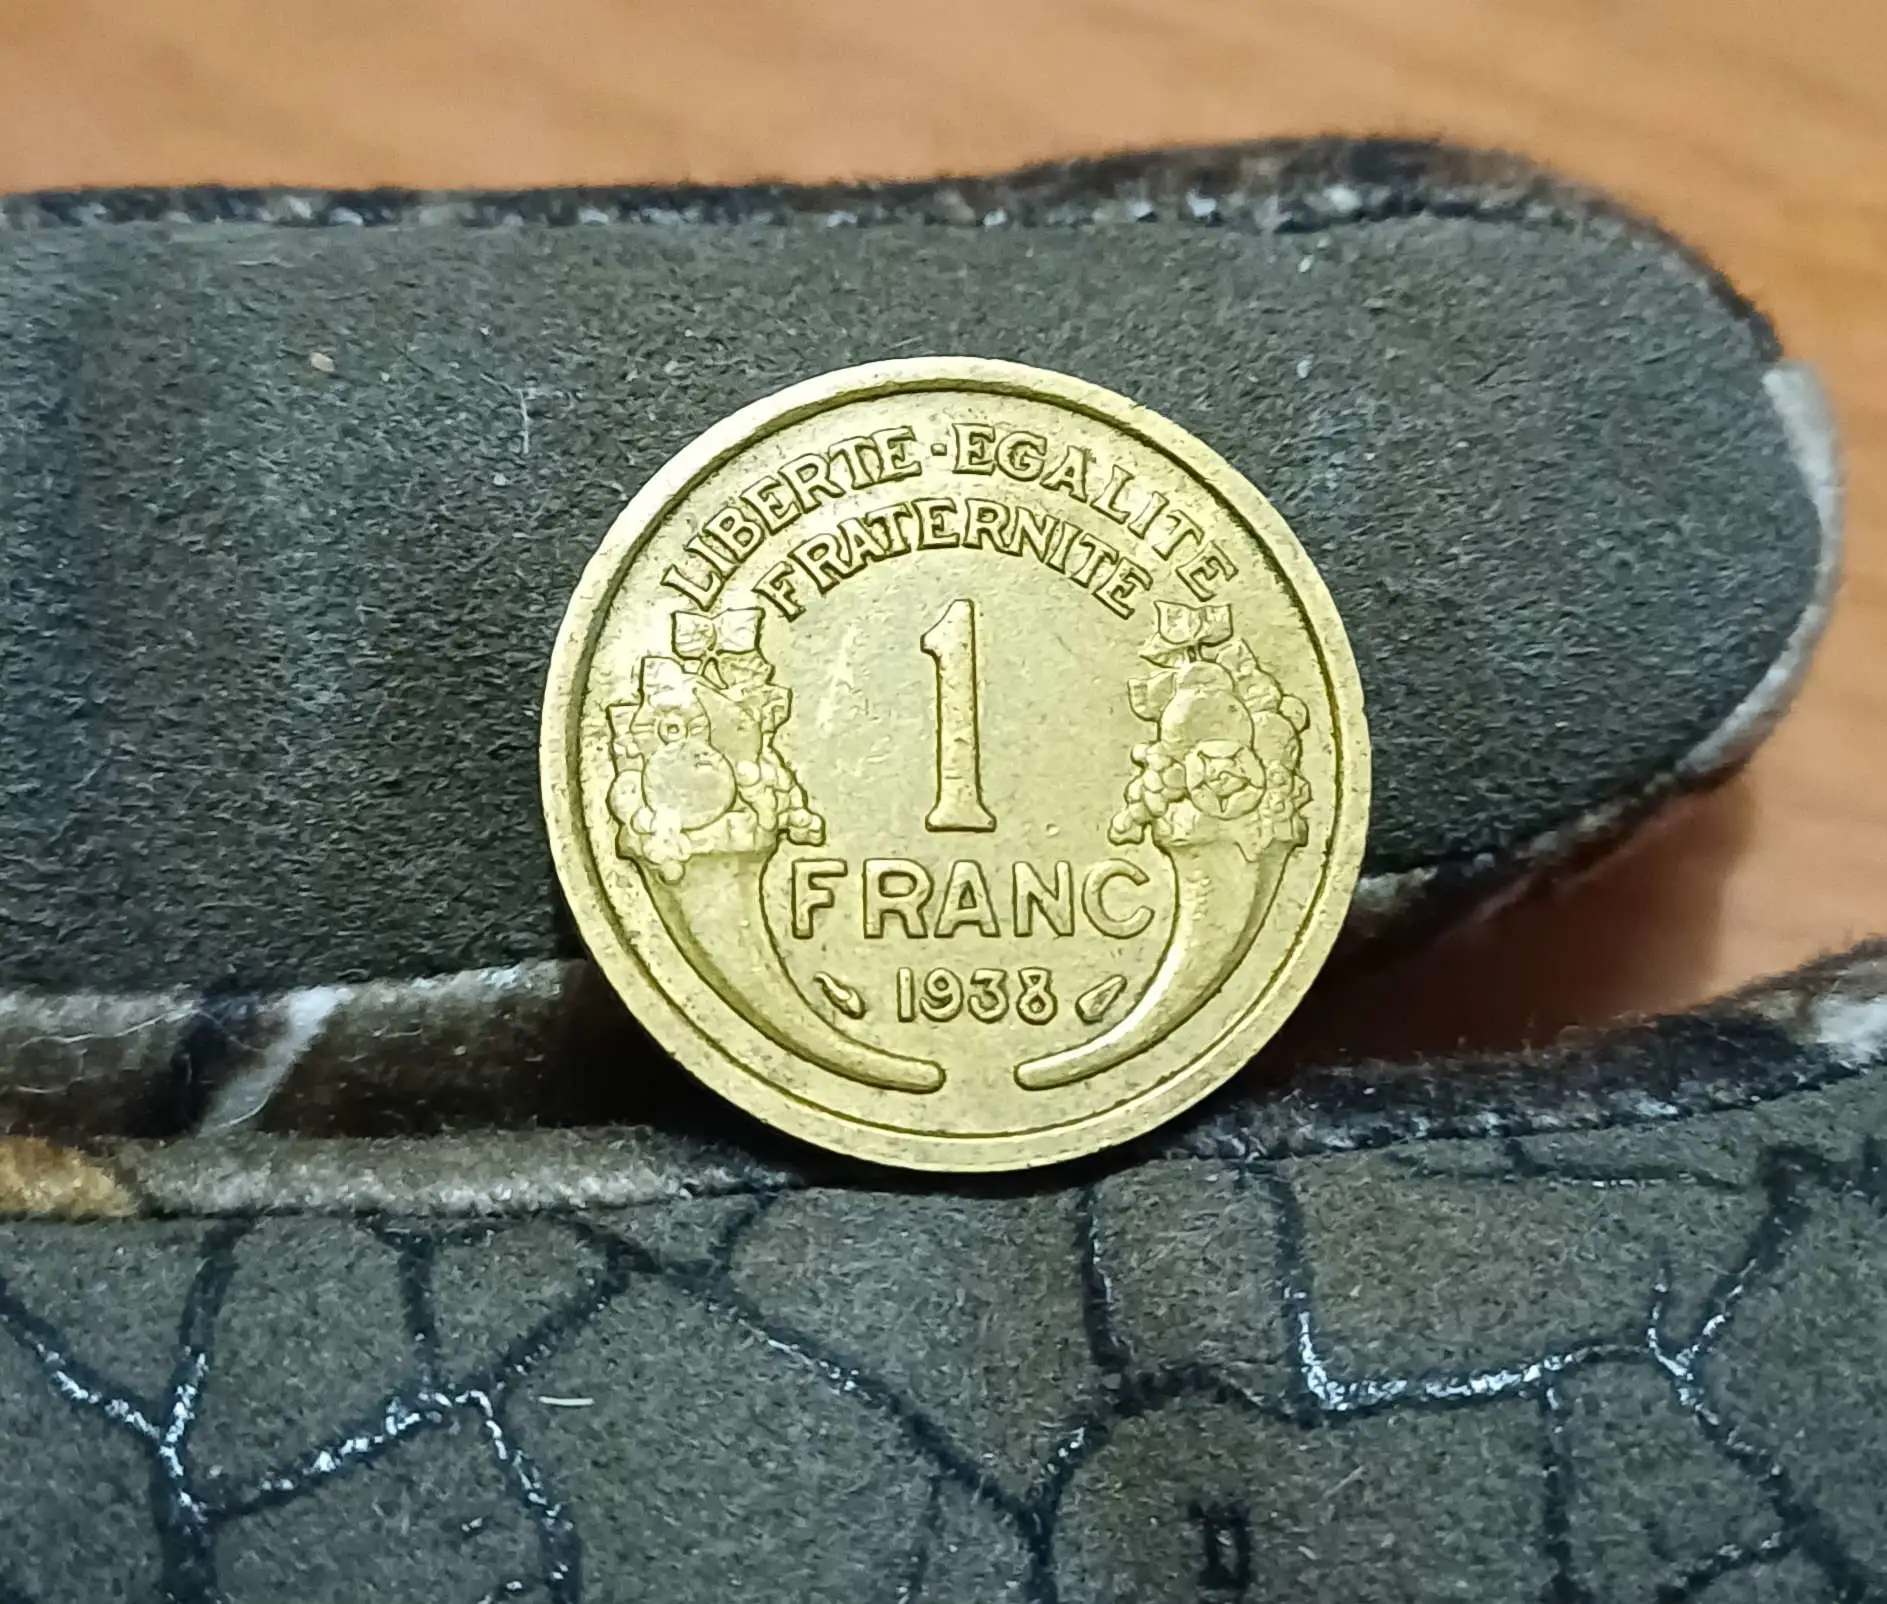 LIBERTE·EGALITE
FRATERNITE
1
FRANC
1938